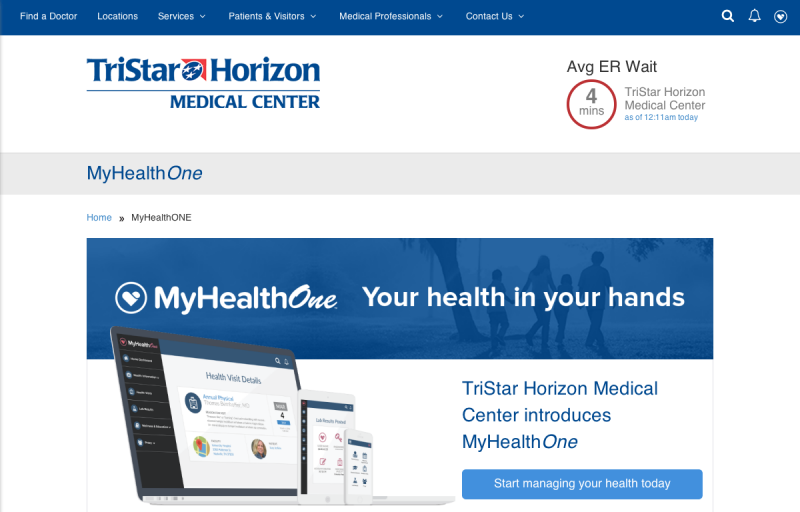 Find a Doctor Locations Services Patients & Visitors Medical Professionals Contact Us
TriStar Horizon
MEDICAL CENTER
Avg ER Wait
4
mins
TriStar Horizon
Medical Center
as of 12:11am today
MyHealthOne
Home » MyHealthONE
MyHealthOne. Your health in your hands
MyHealthOne
Health Visit Details
Annual Physical
4
Lab Results
TriStar Horizon Medical
Center introduces
MyHealthOne
Start managing your health today